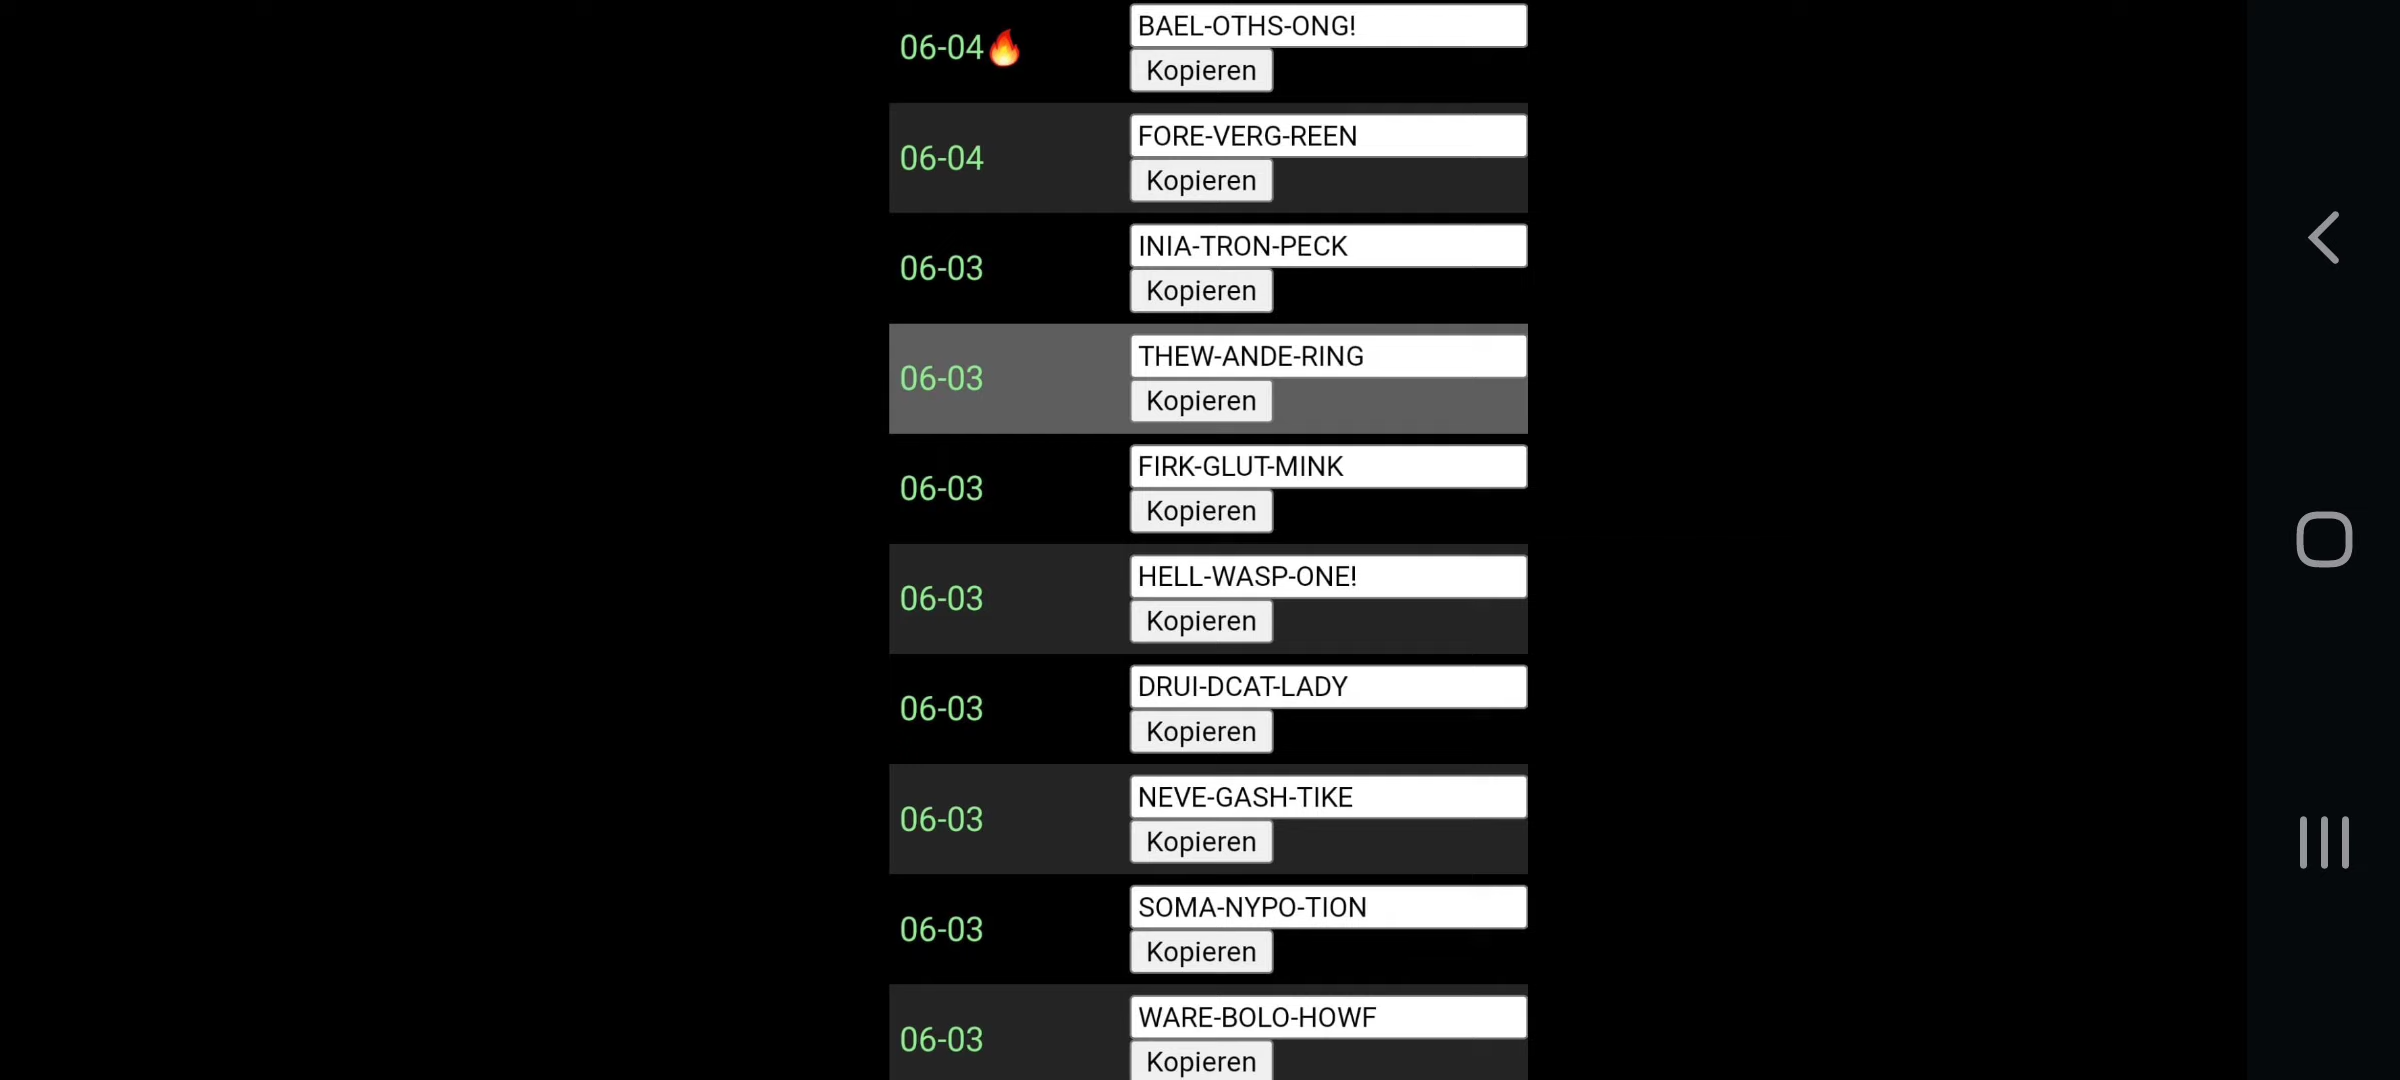 06-04🔥
BAEL-OTHS-ONG!
Kopieren
06-04
FORE-VERG-REEN
Kopieren
06-03
INIA-TRON-PECK
Kopieren
06-03
THEW-ANDE-RING
Kopieren
06-03
FIRK-GLUT-MINK
Kopieren
06-03
HELL-WASP-ONE!
Kopieren
06-03
DRUI-DCAT-LADY
Kopieren
06-03
NEVE-GASH-TIKE
Kopieren
06-03
SOMA-NYPO-TION
Kopieren
06-03
WARE-BOLO-HOWF
Kopieren